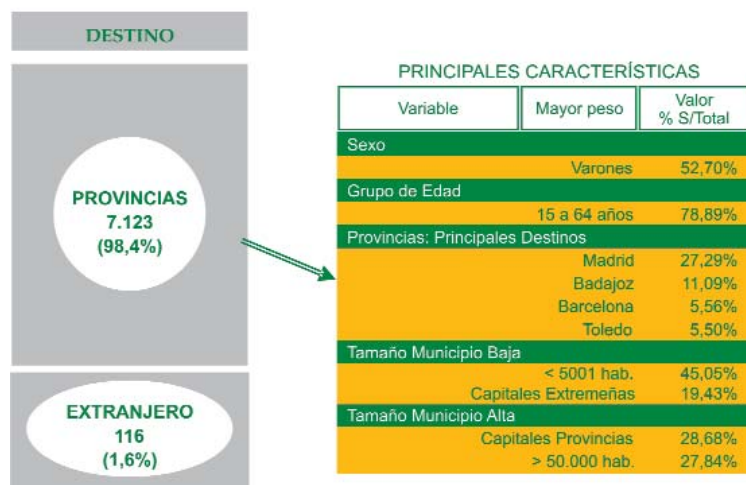 DESTINO
PROVINCIAS
7.123
(98,4%)
EXTRANJERO
116
(1,6%)
PRINCIPALES CARACTERÍSTICAS
Variable Mayor peso Valor % S/Total
Sexo
Varones 52,70%
Grupo de Edad
15 a 64 años 78,89%
Provincias: Principales Destinos
Madrid 27,29%
Badajoz 11,09%
Barcelona 5,56%
Toledo 5,50%
Tamaño Municipio Baja
< 5001 hab. 45,05%
Capitales Extremeñas 19,43%
Tamaño Municipio Alta
Capitales Provincias 28,68%
> 50.000 hab. 27,84%